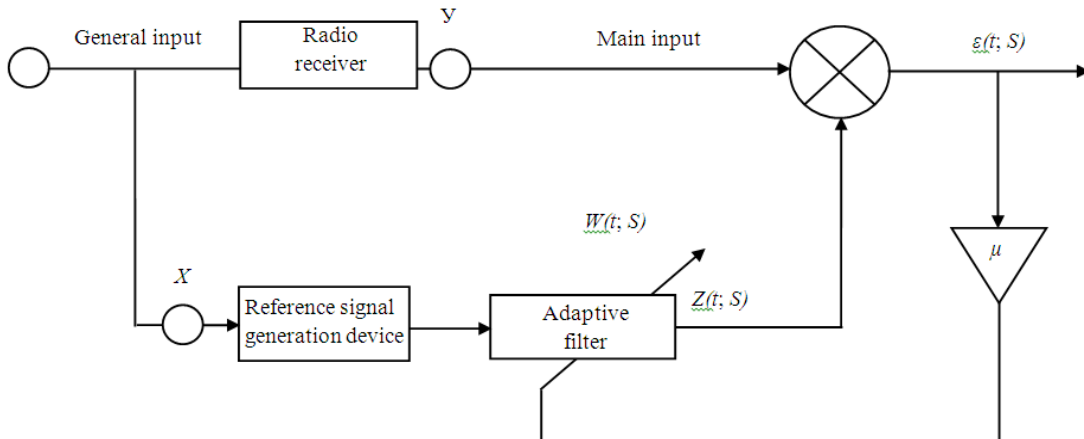 General input
Radio
receiver
У
Main input
ε(t; S)
W(t; S)
μ
X
Reference signal
generation device
Adaptive
filter
Z(t; S)